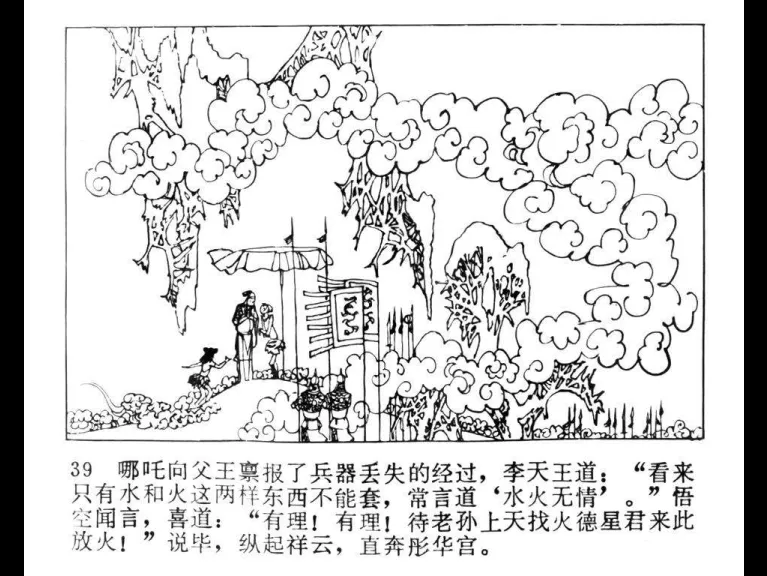 39 哪吒向父王禀报了兵器丢失的经过，李天王道：“看来
只有水和火这两样东西不能套，常言道‘水火无情’。”悟
空闻言，喜道：“有理！有理！待老孙上天找火德星君来此
放火！”说毕，纵起祥云，直奔彤华宫。